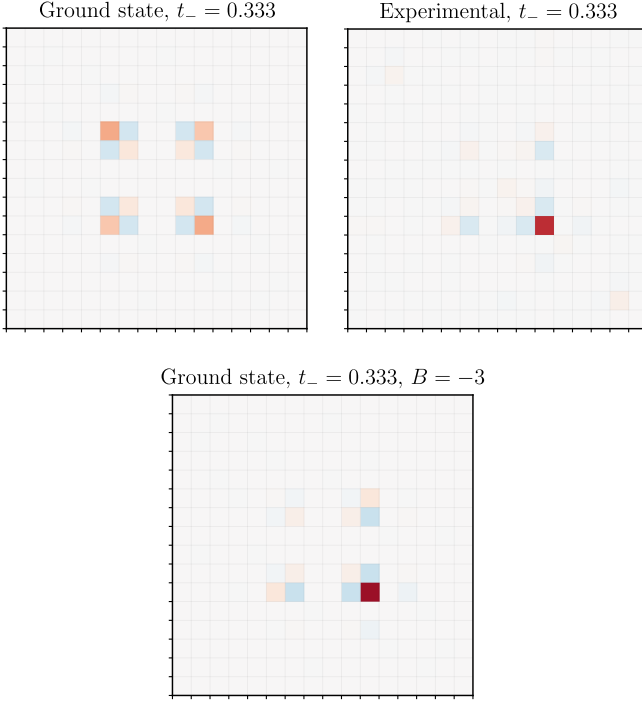 Ground state, t₋ = 0.333
Experimental, t₋ = 0.333
Ground state, t₋ = 0.333, B = −3